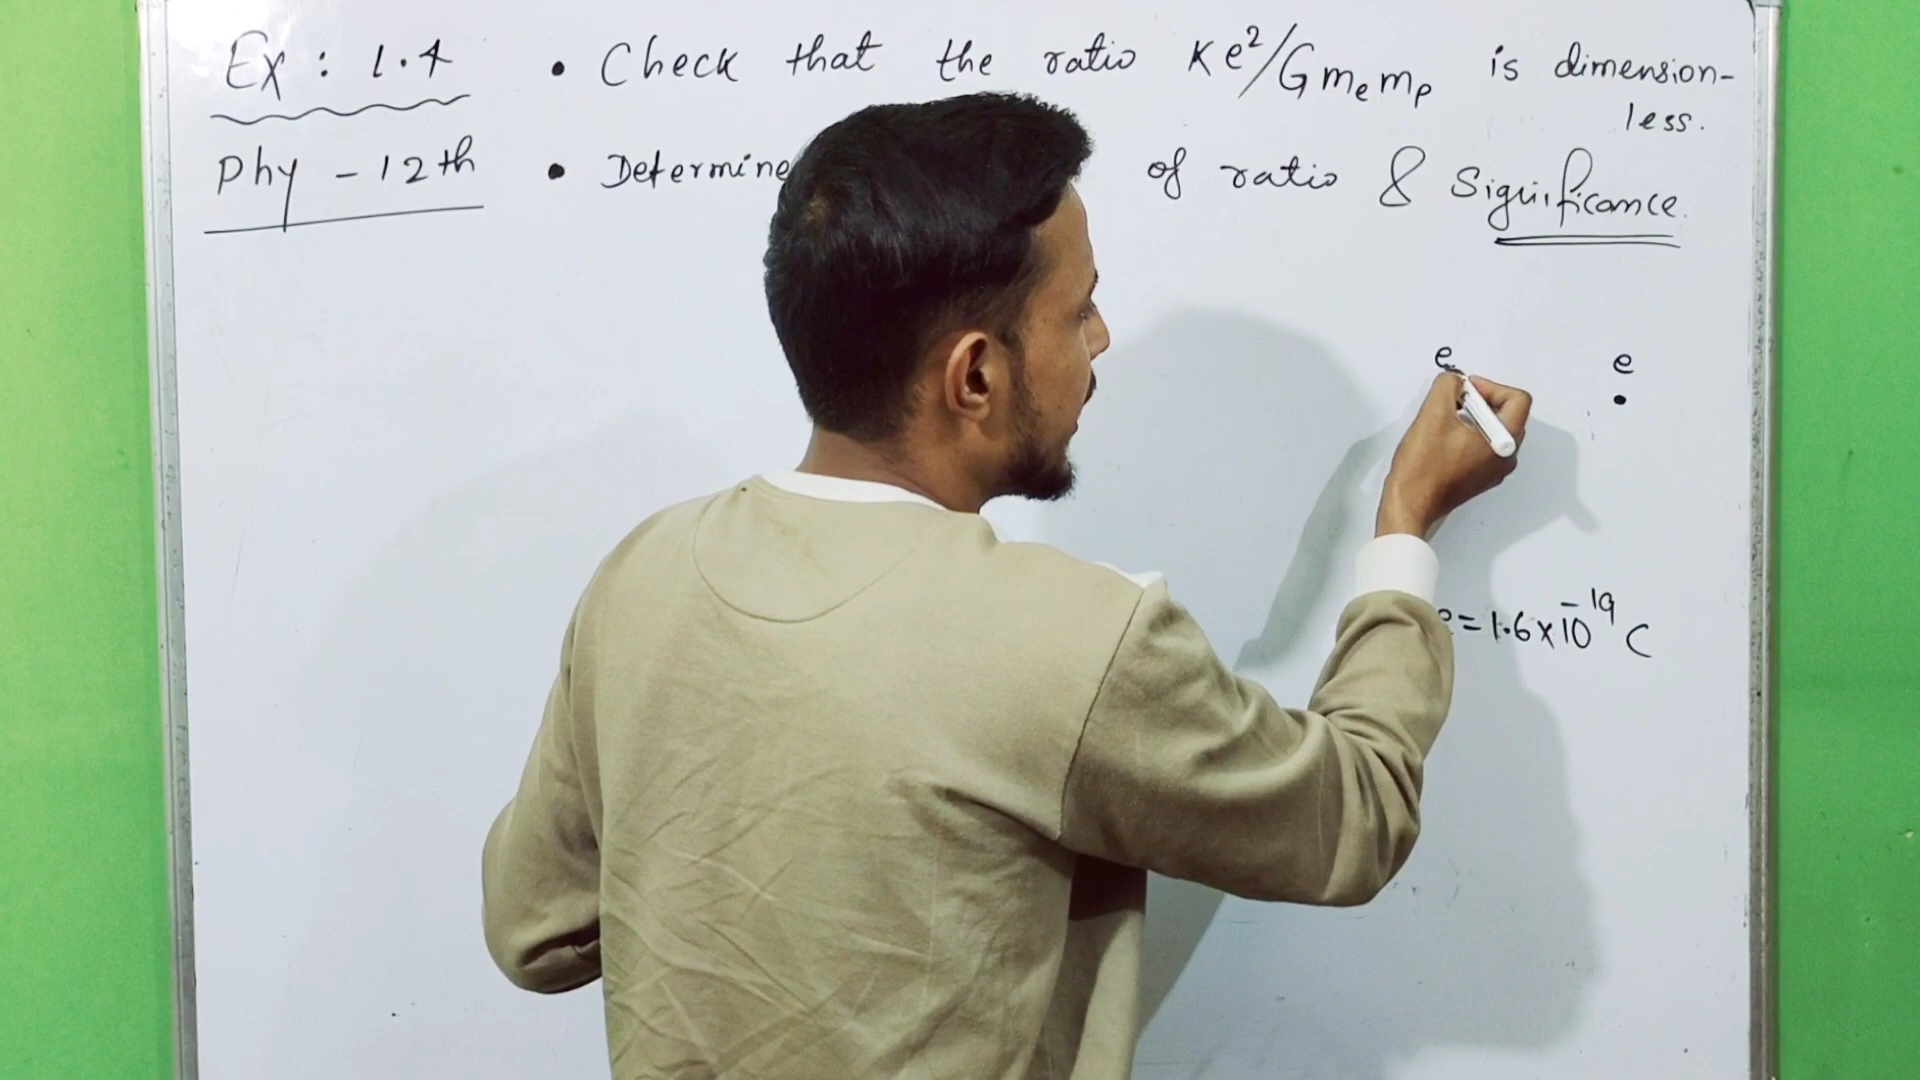 Ex : 1.4 • Check that the ratio Ke²/Gmₑmₚ is dimension-
less.
Phy - 12th • Determine of ratio & Significance.
e e
e = 1.6 x 10⁻¹⁹ C